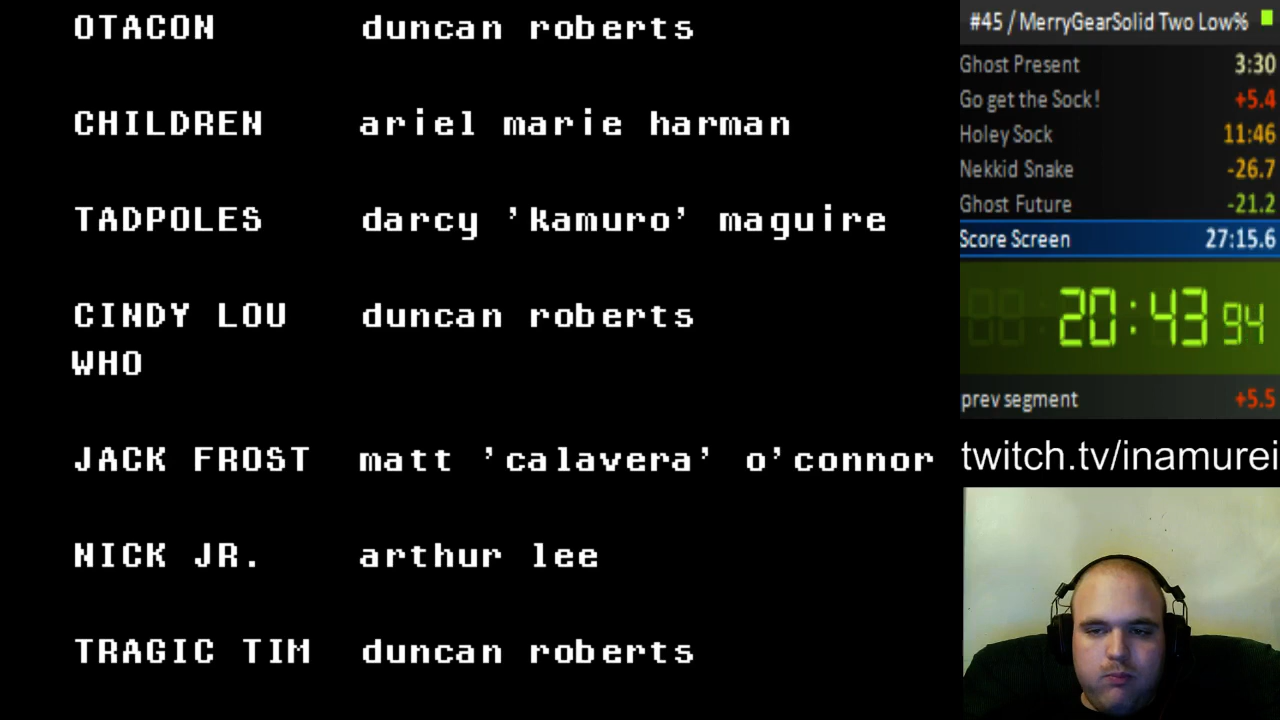 OTACON duncan roberts
CHILDREN ariel marie harman
TADPOLES darcy 'kamuro' maguire
CINDY LOU duncan roberts
WHO
JACK FROST matt 'calavera' o'connor
NICK JR. arthur lee
TRAGIC TIM duncan roberts
#45 / MerryGearSolid Two Low%
Ghost Present 3:30
Go get the Sock! +5.4
Holey Sock 11:46
Nekkid Snake -26.7
Ghost Future -21.2
Score Screen 27:15.6
20:43 94
prev segment +5.5
twitch.tv/inamurei